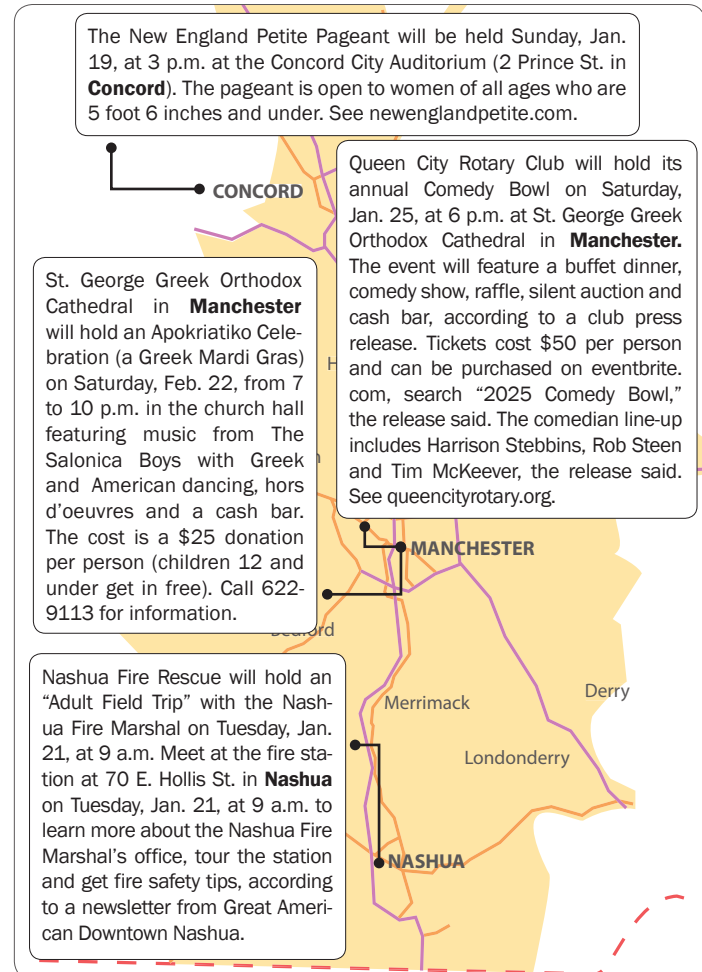 The New England Petite Pageant will be held Sunday, Jan.
19, at 3 p.m. at the Concord City Auditorium (2 Prince St. in
Concord). The pageant is open to women of all ages who are
5 foot 6 inches and under. See newenglandpetite.com.
CONCORD
Queen City Rotary Club will hold its
annual Comedy Bowl on Saturday,
Jan. 25, at 6 p.m. at St. George Greek
Orthodox Cathedral in Manchester.
The event will feature a buffet dinner,
comedy show, raffle, silent auction and
cash bar, according to a club press
release. Tickets cost $50 per person
and can be purchased on eventbrite.
com, search “2025 Comedy Bowl,”
the release said. The comedian line-up
includes Harrison Stebbins, Rob Steen
and Tim McKeever, the release said.
See queencityrotary.org.
St. George Greek Orthodox
Cathedral in Manchester
will hold an Apokriatiko Cele-
bration (a Greek Mardi Gras)
on Saturday, Feb. 22, from 7
to 10 p.m. in the church hall
featuring music from The
Salonica Boys with Greek
and American dancing, hors
d’oeuvres and a cash bar.
The cost is a $25 donation
per person (children 12 and
under get in free). Call 622-
9113 for information.
MANCHESTER
Nashua Fire Rescue will hold an
“Adult Field Trip” with the Nash-
ua Fire Marshal on Tuesday, Jan.
21, at 9 a.m. Meet at the fire sta-
tion at 70 E. Hollis St. in Nashua
on Tuesday, Jan. 21, at 9 a.m. to
learn more about the Nashua Fire
Marshal’s office, tour the station
and get fire safety tips, according
to a newsletter from Great Ameri-
can Downtown Nashua.
Merrimack
Derry
Londonderry
NASHUA